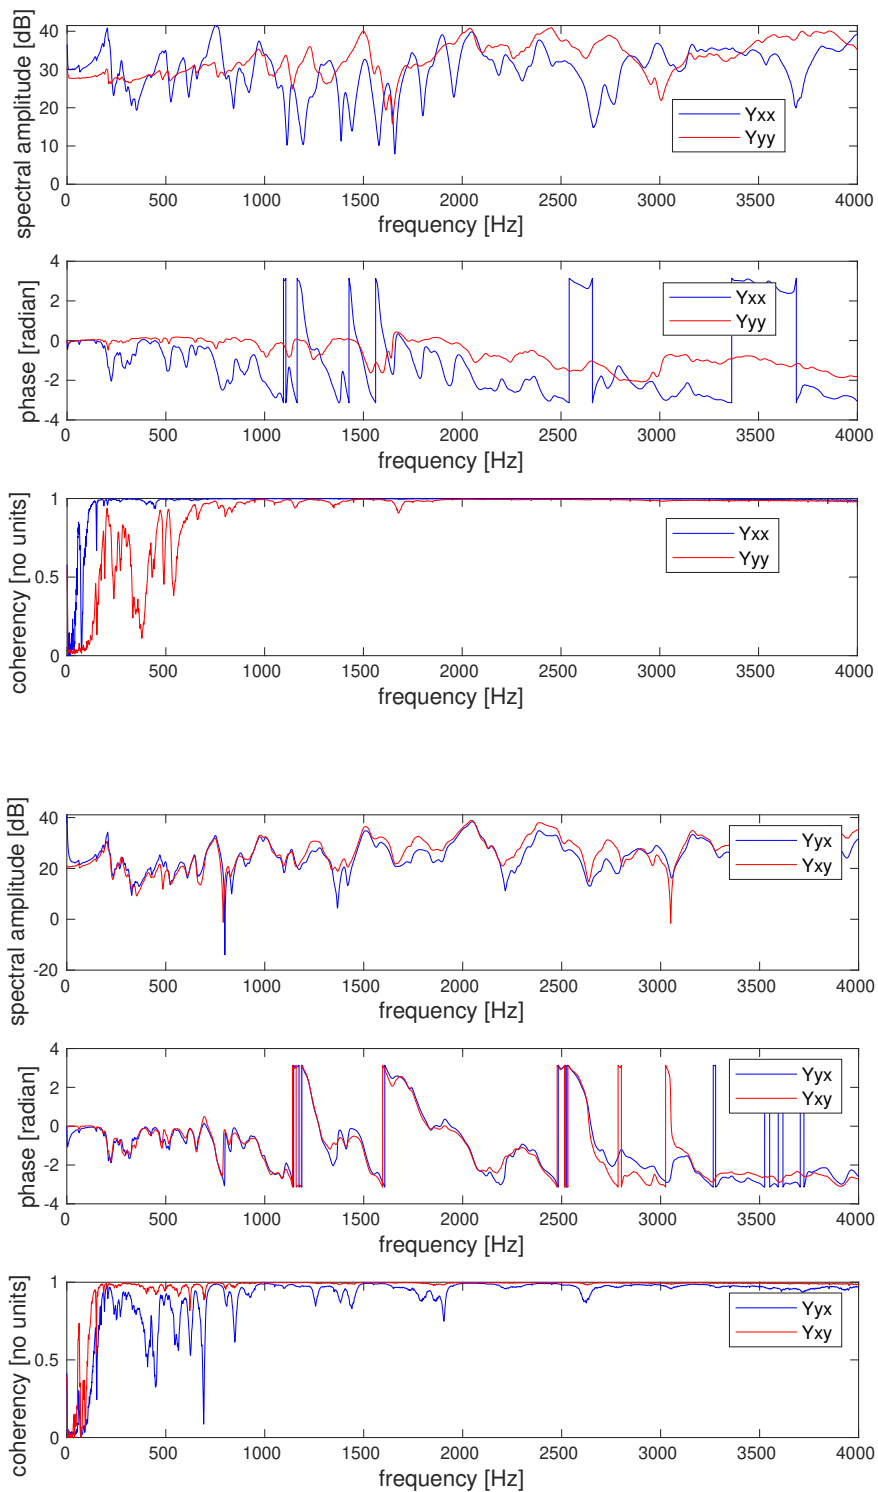 spectral amplitude [dB]
40
30
20
10
0
0 500 1000 1500 2000 2500 3000 3500 4000
frequency [Hz]
Yxx
Yyy
phase [radian]
4
2
0
-2
-4
0 500 1000 1500 2000 2500 3000 3500 4000
frequency [Hz]
Yxx
Yyy
coherency [no units]
1
0.5
0
0 500 1000 1500 2000 2500 3000 3500 4000
frequency [Hz]
Yxx
Yyy
spectral amplitude [dB]
40
20
0
-20
0 500 1000 1500 2000 2500 3000 3500 4000
frequency [Hz]
Yyx
Yxy
phase [radian]
4
2
0
-2
-4
0 500 1000 1500 2000 2500 3000 3500 4000
frequency [Hz]
Yyx
Yxy
coherency [no units]
1
0.5
0
0 500 1000 1500 2000 2500 3000 3500 4000
frequency [Hz]
Yyx
Yxy